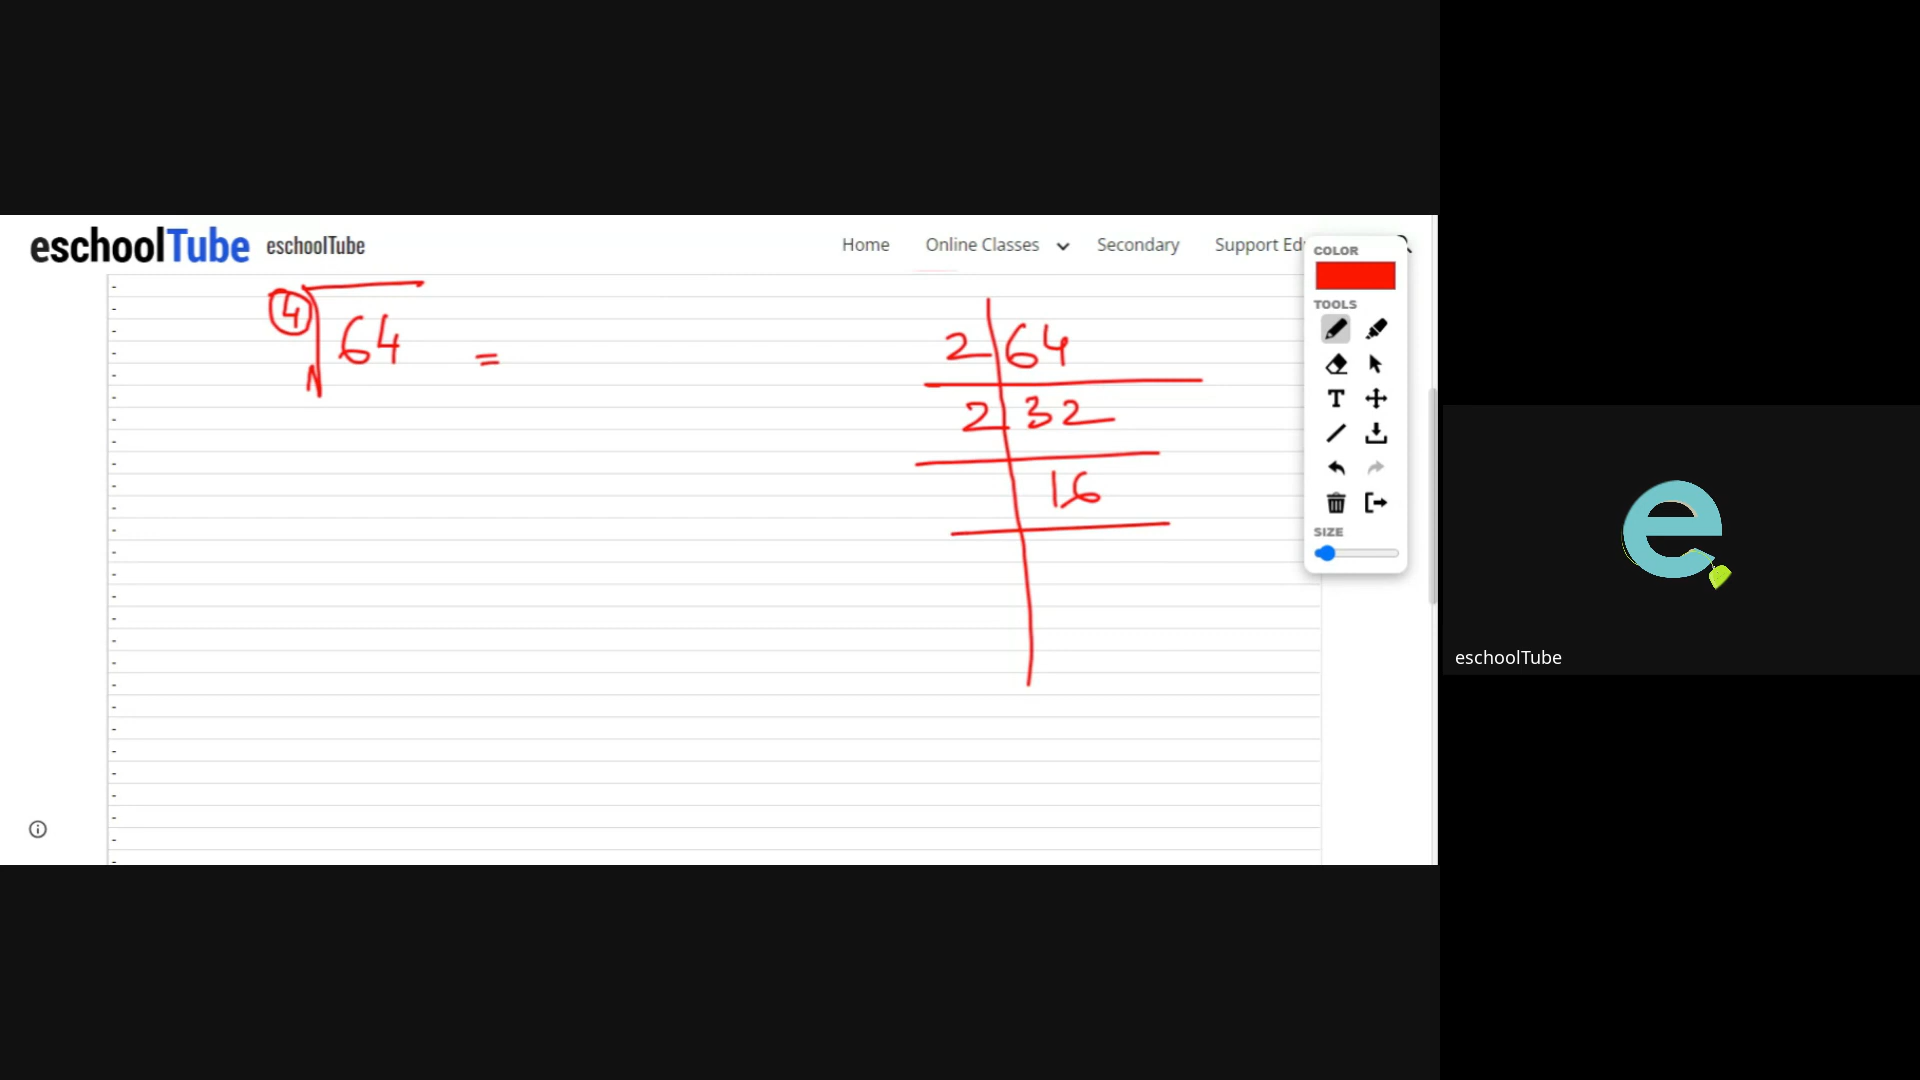 eschoolTube eschoolTube Home Online Classes Secondary Support Ed
COLOR
TOOLS
T
SIZE
4√64 =
2 64
2 32
16
eschoolTube